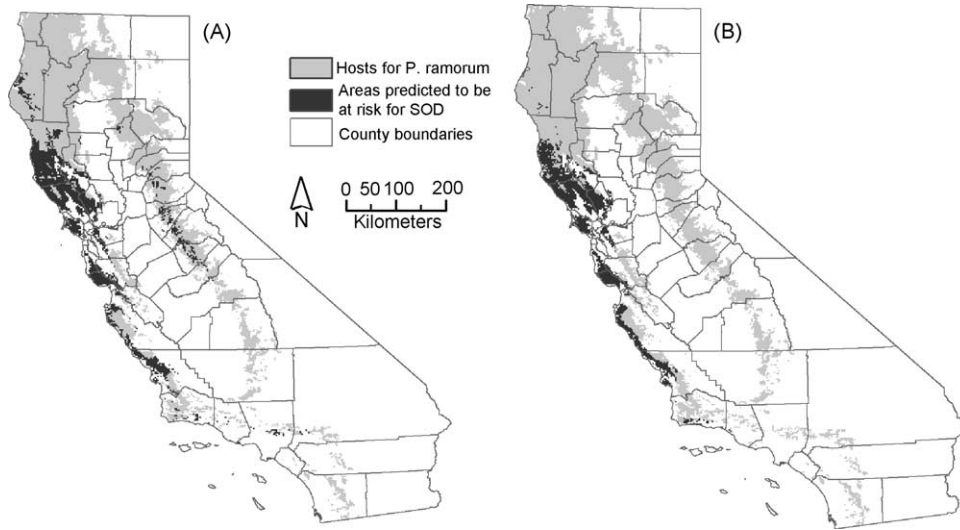 (A)
(B)
Hosts for P. ramorum
Areas predicted to be
at risk for SOD
County boundaries
N
0 50 100 200
Kilometers